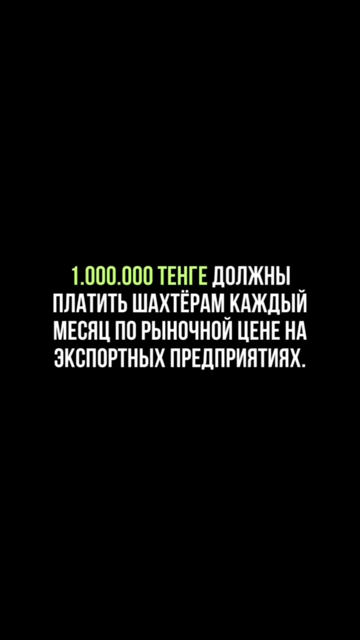 1.000.000 ТЕНГЕ ДОЛЖНЫ
ПЛАТИТЬ ШАХТЁРАМ КАЖДЫЙ
МЕСЯЦ ПО РЫНОЧНОЙ ЦЕНЕ НА
ЭКСПОРТНЫХ ПРЕДПРИЯТИЯХ.